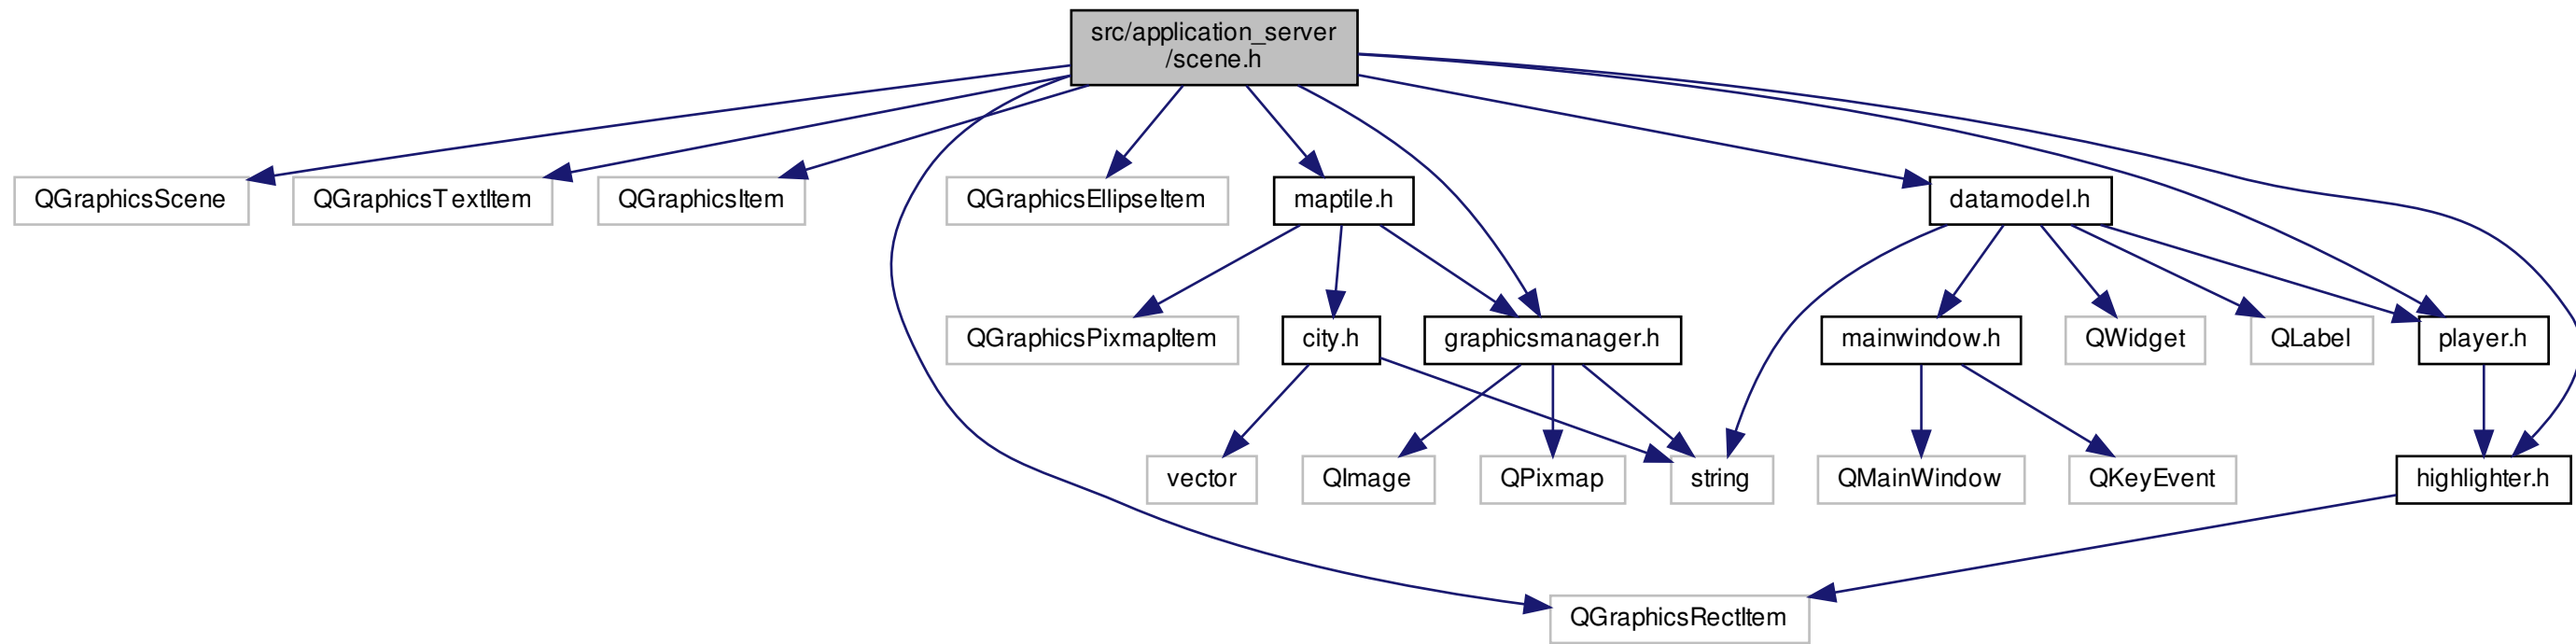 src/application_server
/scene.h
QGraphicsScene
QGraphicsTextItem
QGraphicsItem
QGraphicsEllipseItem
maptile.h
datamodel.h
QGraphicsPixmapItem
city.h
graphicsmanager.h
mainwindow.h
QWidget
QLabel
player.h
vector
QImage
QPixmap
string
QMainWindow
QKeyEvent
highlighter.h
QGraphicsRectItem